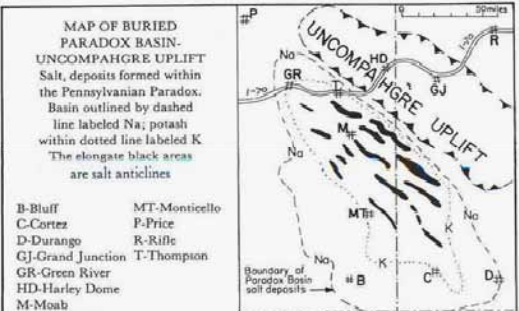 MAP OF BURIED
PARADOX BASIN-
UNCOMPAHGRE UPLIFT
Salt, deposits formed within
the Pennsylvanian Paradox.
Basin outlined by dashed
line labeled Na; potash
within dotted line labeled K
The elongate black areas
are salt anticlines
B-Bluff
C-Cortez
D-Durango
GJ-Grand Junction
GR-Green River
HD-Harley Dome
M-Moab
MT-Monticello
P-Price
R-Rifle
T-Thompson
P
0 50miles
R
I-70
UNCOMPAHGRE UPLIFT
Na
HD
GR
GJ
I-70
T
M
Na
MT
Na
K
Na
K
Boundary of
Paradox Basin
salt deposits
B
C
D